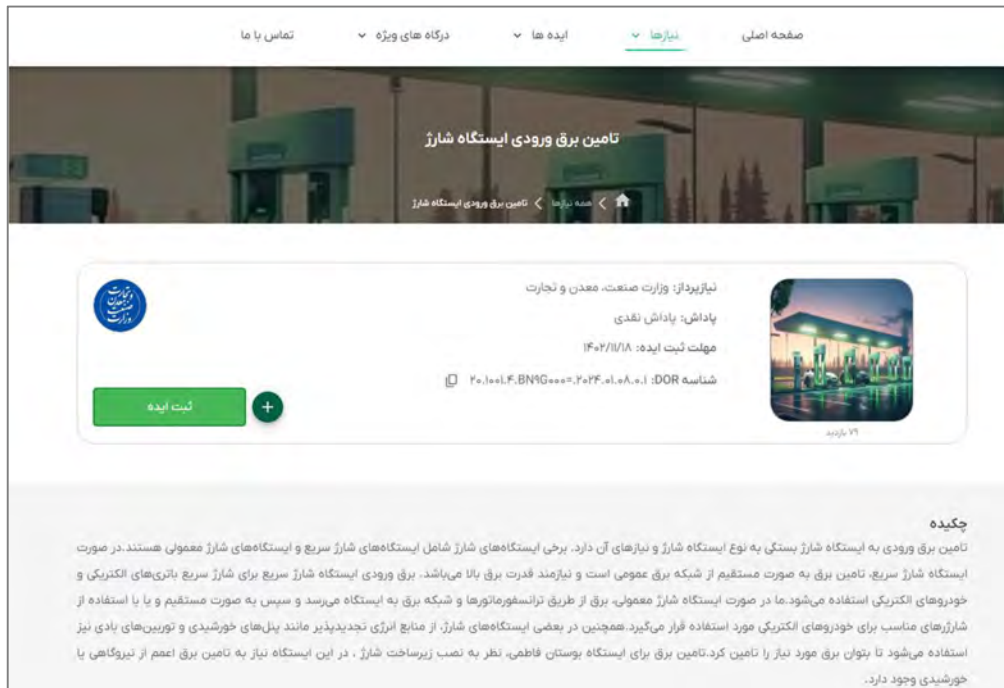 صفحه اصلی نیازها ایده ها درگاه های ویژه تماس با ما
تامین برق ورودی ایستگاه شارژ
همه نیازها تامین برق ورودی ایستگاه شارژ
نیازپرداز: وزارت صنعت، معدن و تجارت
پاداش: پاداش نقدی
مهلت ثبت ایده: ۱۴۰۲/۱۱/۱۸
شناسه DOR: ۲۰.۱۰۰۱.۴.BN۹G۰۰۰=.۲۰۲۴.۰۱.۰۸.۰.۱
ثبت ایده
۷۹ بازدید
چکیده
تامین برق ورودی به ایستگاه شارژ بستگی به نوع ایستگاه شارژ و نیازهای آن دارد. برخی ایستگاه‌های شارژ شامل ایستگاه‌های شارژ سریع و ایستگاه‌های شارژ معمولی هستند.در صورت
ایستگاه شارژ سریع، تامین برق به صورت مستقیم از شبکه برق عمومی است و نیازمند قدرت برق بالا می‌باشد. برق ورودی ایستگاه شارژ سریع برای شارژ سریع باتری‌های الکتریکی و
خودروهای الکتریکی استفاده می‌شود.ما در صورت ایستگاه شارژ معمولی، برق از طریق ترانسفورماتورها و شبکه برق به ایستگاه می‌رسد و سپس به صورت مستقیم و یا با استفاده از
شارژرهای مناسب برای خودروهای الکتریکی مورد استفاده قرار می‌گیرد.همچنین در بعضی ایستگاه‌های شارژ، از منابع انرژی تجدیدپذیر مانند پنل‌های خورشیدی و توربین‌های بادی نیز
استفاده می‌شود تا بتوان برق مورد نیاز را تامین کرد.تامین برق برای ایستگاه بوستان فاطمی، نظر به نصب زیرساخت شارژ ، در این ایستگاه نیاز به تامین برق اعمم از نیروگاهی یا
خورشیدی وجود دارد.